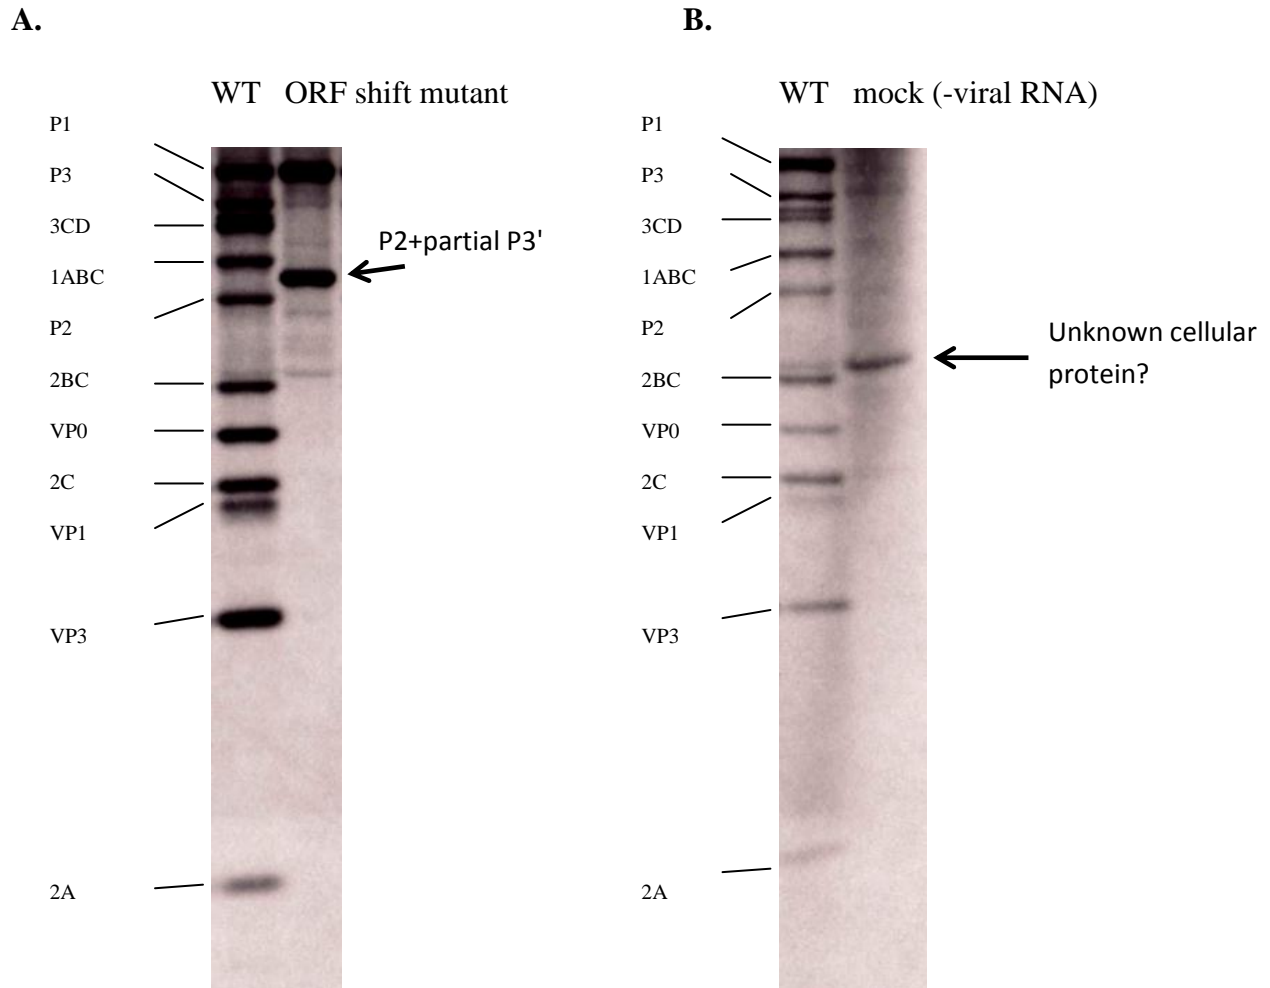 A.
WT ORF shift mutant
P1
P3
3CD
1ABC
P2
2BC
VP0
2C
VP1
VP3
2A
P2+partial P3'
B.
WT mock (-viral RNA)
P1
P3
3CD
1ABC
P2
2BC
VP0
2C
VP1
VP3
2A
Unknown cellular
protein?